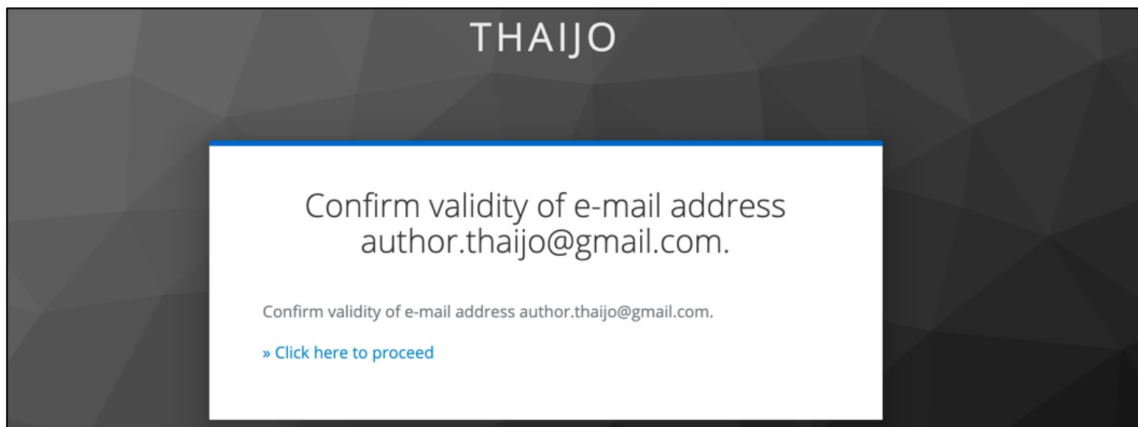 THAIJO
Confirm validity of e-mail address
author.thaijo@gmail.com.
Confirm validity of e-mail address author.thaijo@gmail.com.
» Click here to proceed